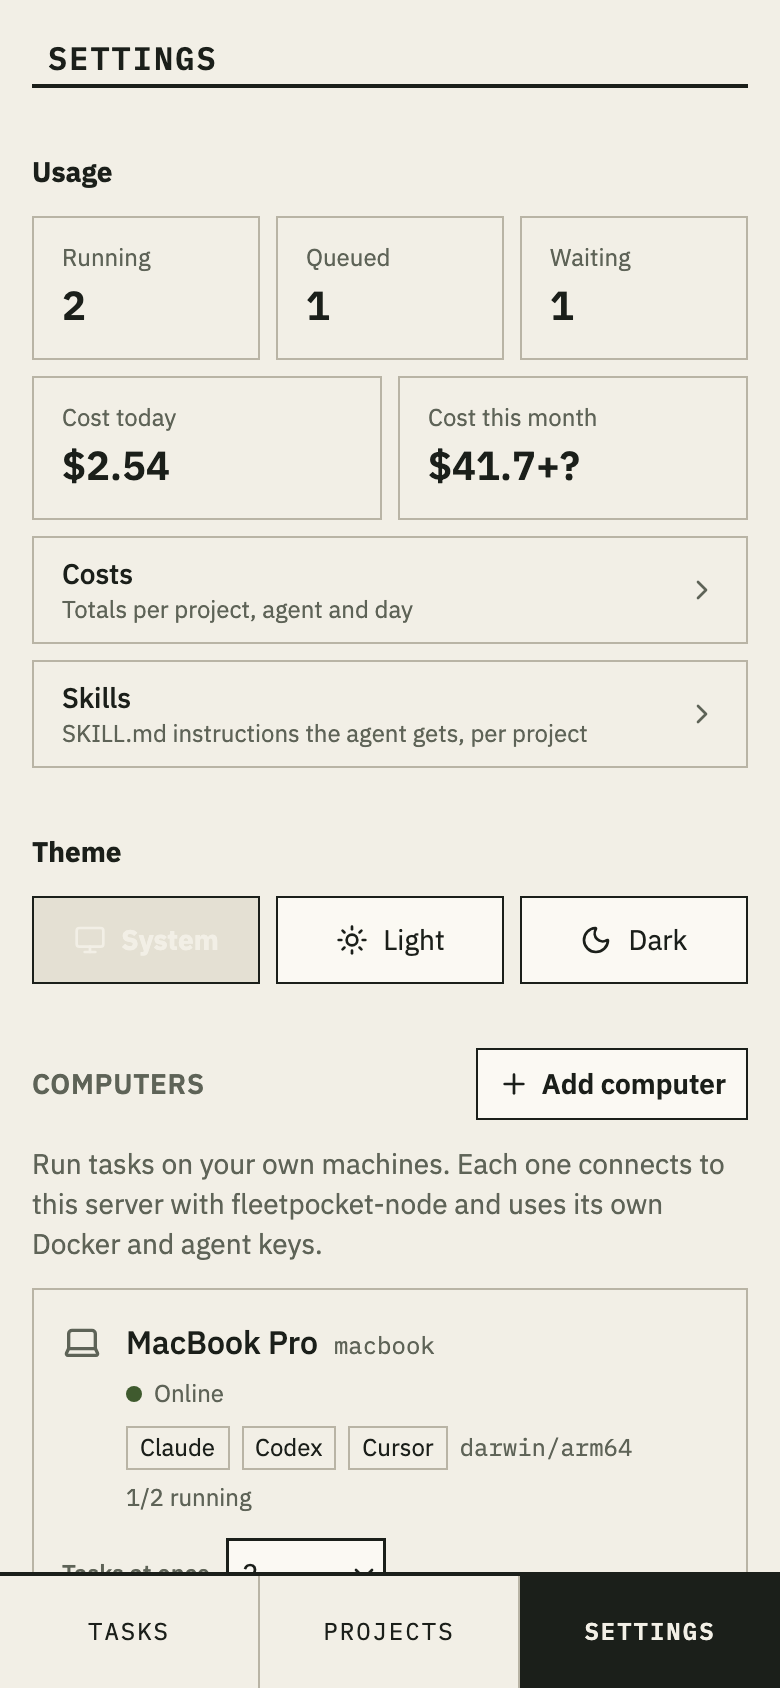 SETTINGS
Usage
Running
2
Queued
1
Waiting
1
Cost today
$2.54
Cost this month
$41.7+?
Costs
Totals per project, agent and day
Skills
SKILL.md instructions the agent gets, per project
Theme
System
Light
Dark
COMPUTERS
Add computer
Run tasks on your own machines. Each one connects to
this server with fleetpocket-node and uses its own
Docker and agent keys.
MacBook Pro macbook
Online
Claude Codex Cursor darwin/arm64
1/2 running
Tasks at once
TASKS
PROJECTS
SETTINGS